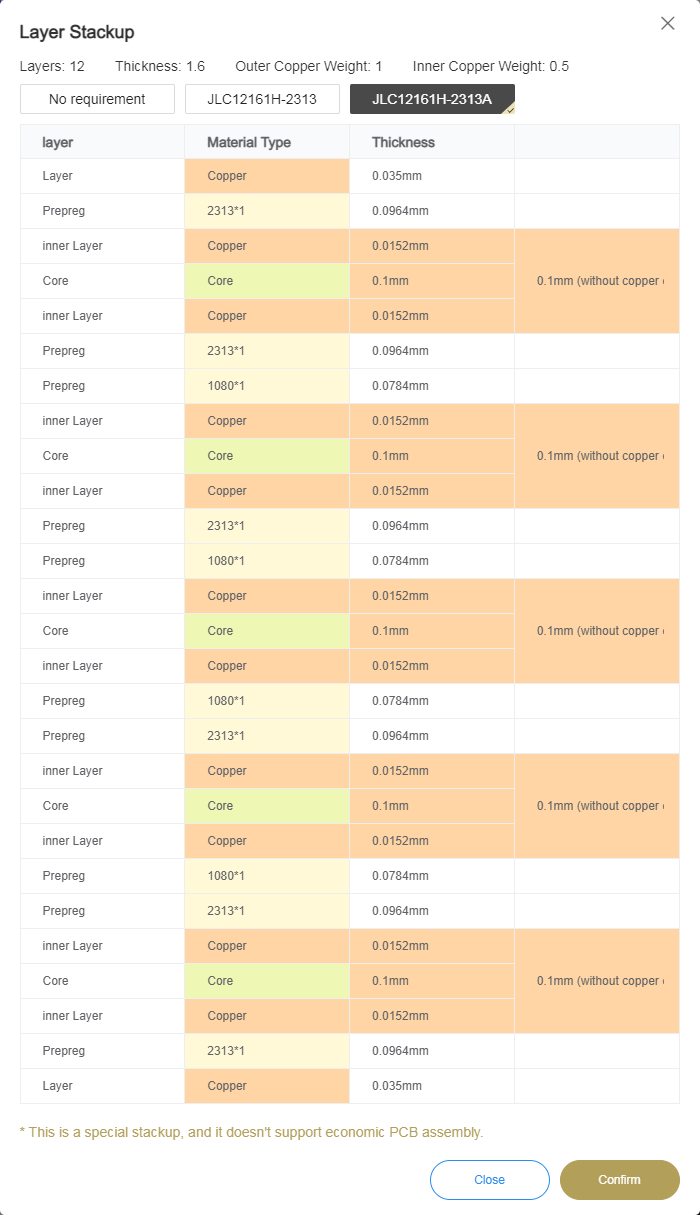 Layer Stackup
Layers: 12 Thickness: 1.6 Outer Copper Weight: 1 Inner Copper Weight: 0.5
No requirement JLC12161H-2313 JLC12161H-2313A
layer Material Type Thickness
Layer Copper 0.035mm
Prepreg 2313*1 0.0964mm
inner Layer Copper 0.0152mm
Core Core 0.1mm 0.1mm (without copper
inner Layer Copper 0.0152mm
Prepreg 2313*1 0.0964mm
Prepreg 1080*1 0.0784mm
inner Layer Copper 0.0152mm
Core Core 0.1mm 0.1mm (without copper
inner Layer Copper 0.0152mm
Prepreg 2313*1 0.0964mm
Prepreg 1080*1 0.0784mm
inner Layer Copper 0.0152mm
Core Core 0.1mm 0.1mm (without copper
inner Layer Copper 0.0152mm
Prepreg 1080*1 0.0784mm
Prepreg 2313*1 0.0964mm
inner Layer Copper 0.0152mm
Core Core 0.1mm 0.1mm (without copper
inner Layer Copper 0.0152mm
Prepreg 1080*1 0.0784mm
Prepreg 2313*1 0.0964mm
inner Layer Copper 0.0152mm
Core Core 0.1mm 0.1mm (without copper
inner Layer Copper 0.0152mm
Prepreg 2313*1 0.0964mm
Layer Copper 0.035mm
* This is a special stackup, and it doesn't support economic PCB assembly.
Close Confirm